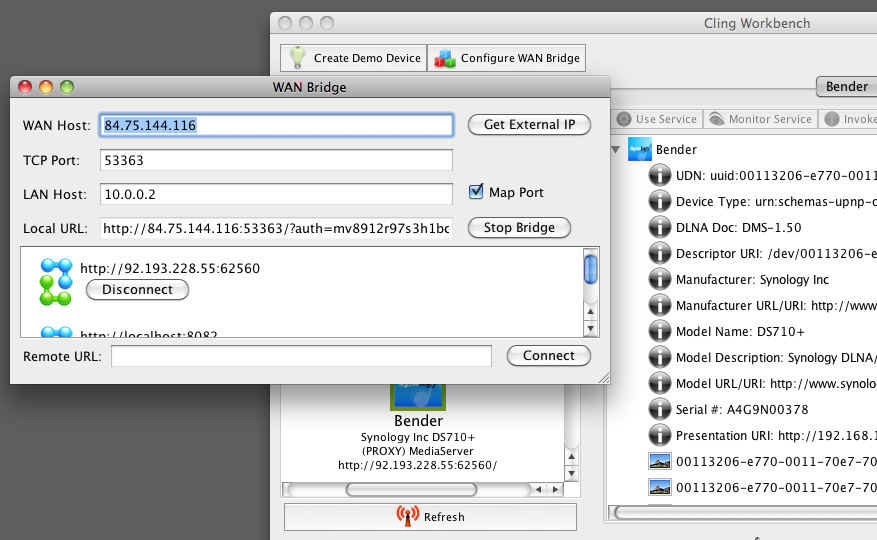 Cling Workbench
Create Demo Device
Configure WAN Bridge
WAN Bridge
Bender
WAN Host: 84.75.144.116
Get External IP
Use Service
Monitor Service
Invoke
TCP Port: 53363
LAN Host: 10.0.0.2
Map Port
Local URL: http://84.75.144.116:53363/?auth=mv8912r97s3h1bc
Stop Bridge
http://92.193.228.55:62560
Disconnect
http://localhost:8082
Remote URL:
Connect
Bender
UDN: uuid:00113206-e770-0011
Device Type: urn:schemas-upnp-o
DLNA Doc: DMS-1.50
Descriptor URI: /dev/00113206-e
Manufacturer: Synology Inc
Manufacturer URL/URI: http://www
Model Name: DS710+
Model Description: Synology DLNA/
Model URL/URI: http://www.synolo
Serial #: A4G9N00378
Presentation URI: http://192.168.1
00113206-e770-0011-70e7-70
00113206-e770-0011-70e7-70
Bender
Synology Inc DS710+
(PROXY) MediaServer
http://92.193.228.55:62560/
Refresh